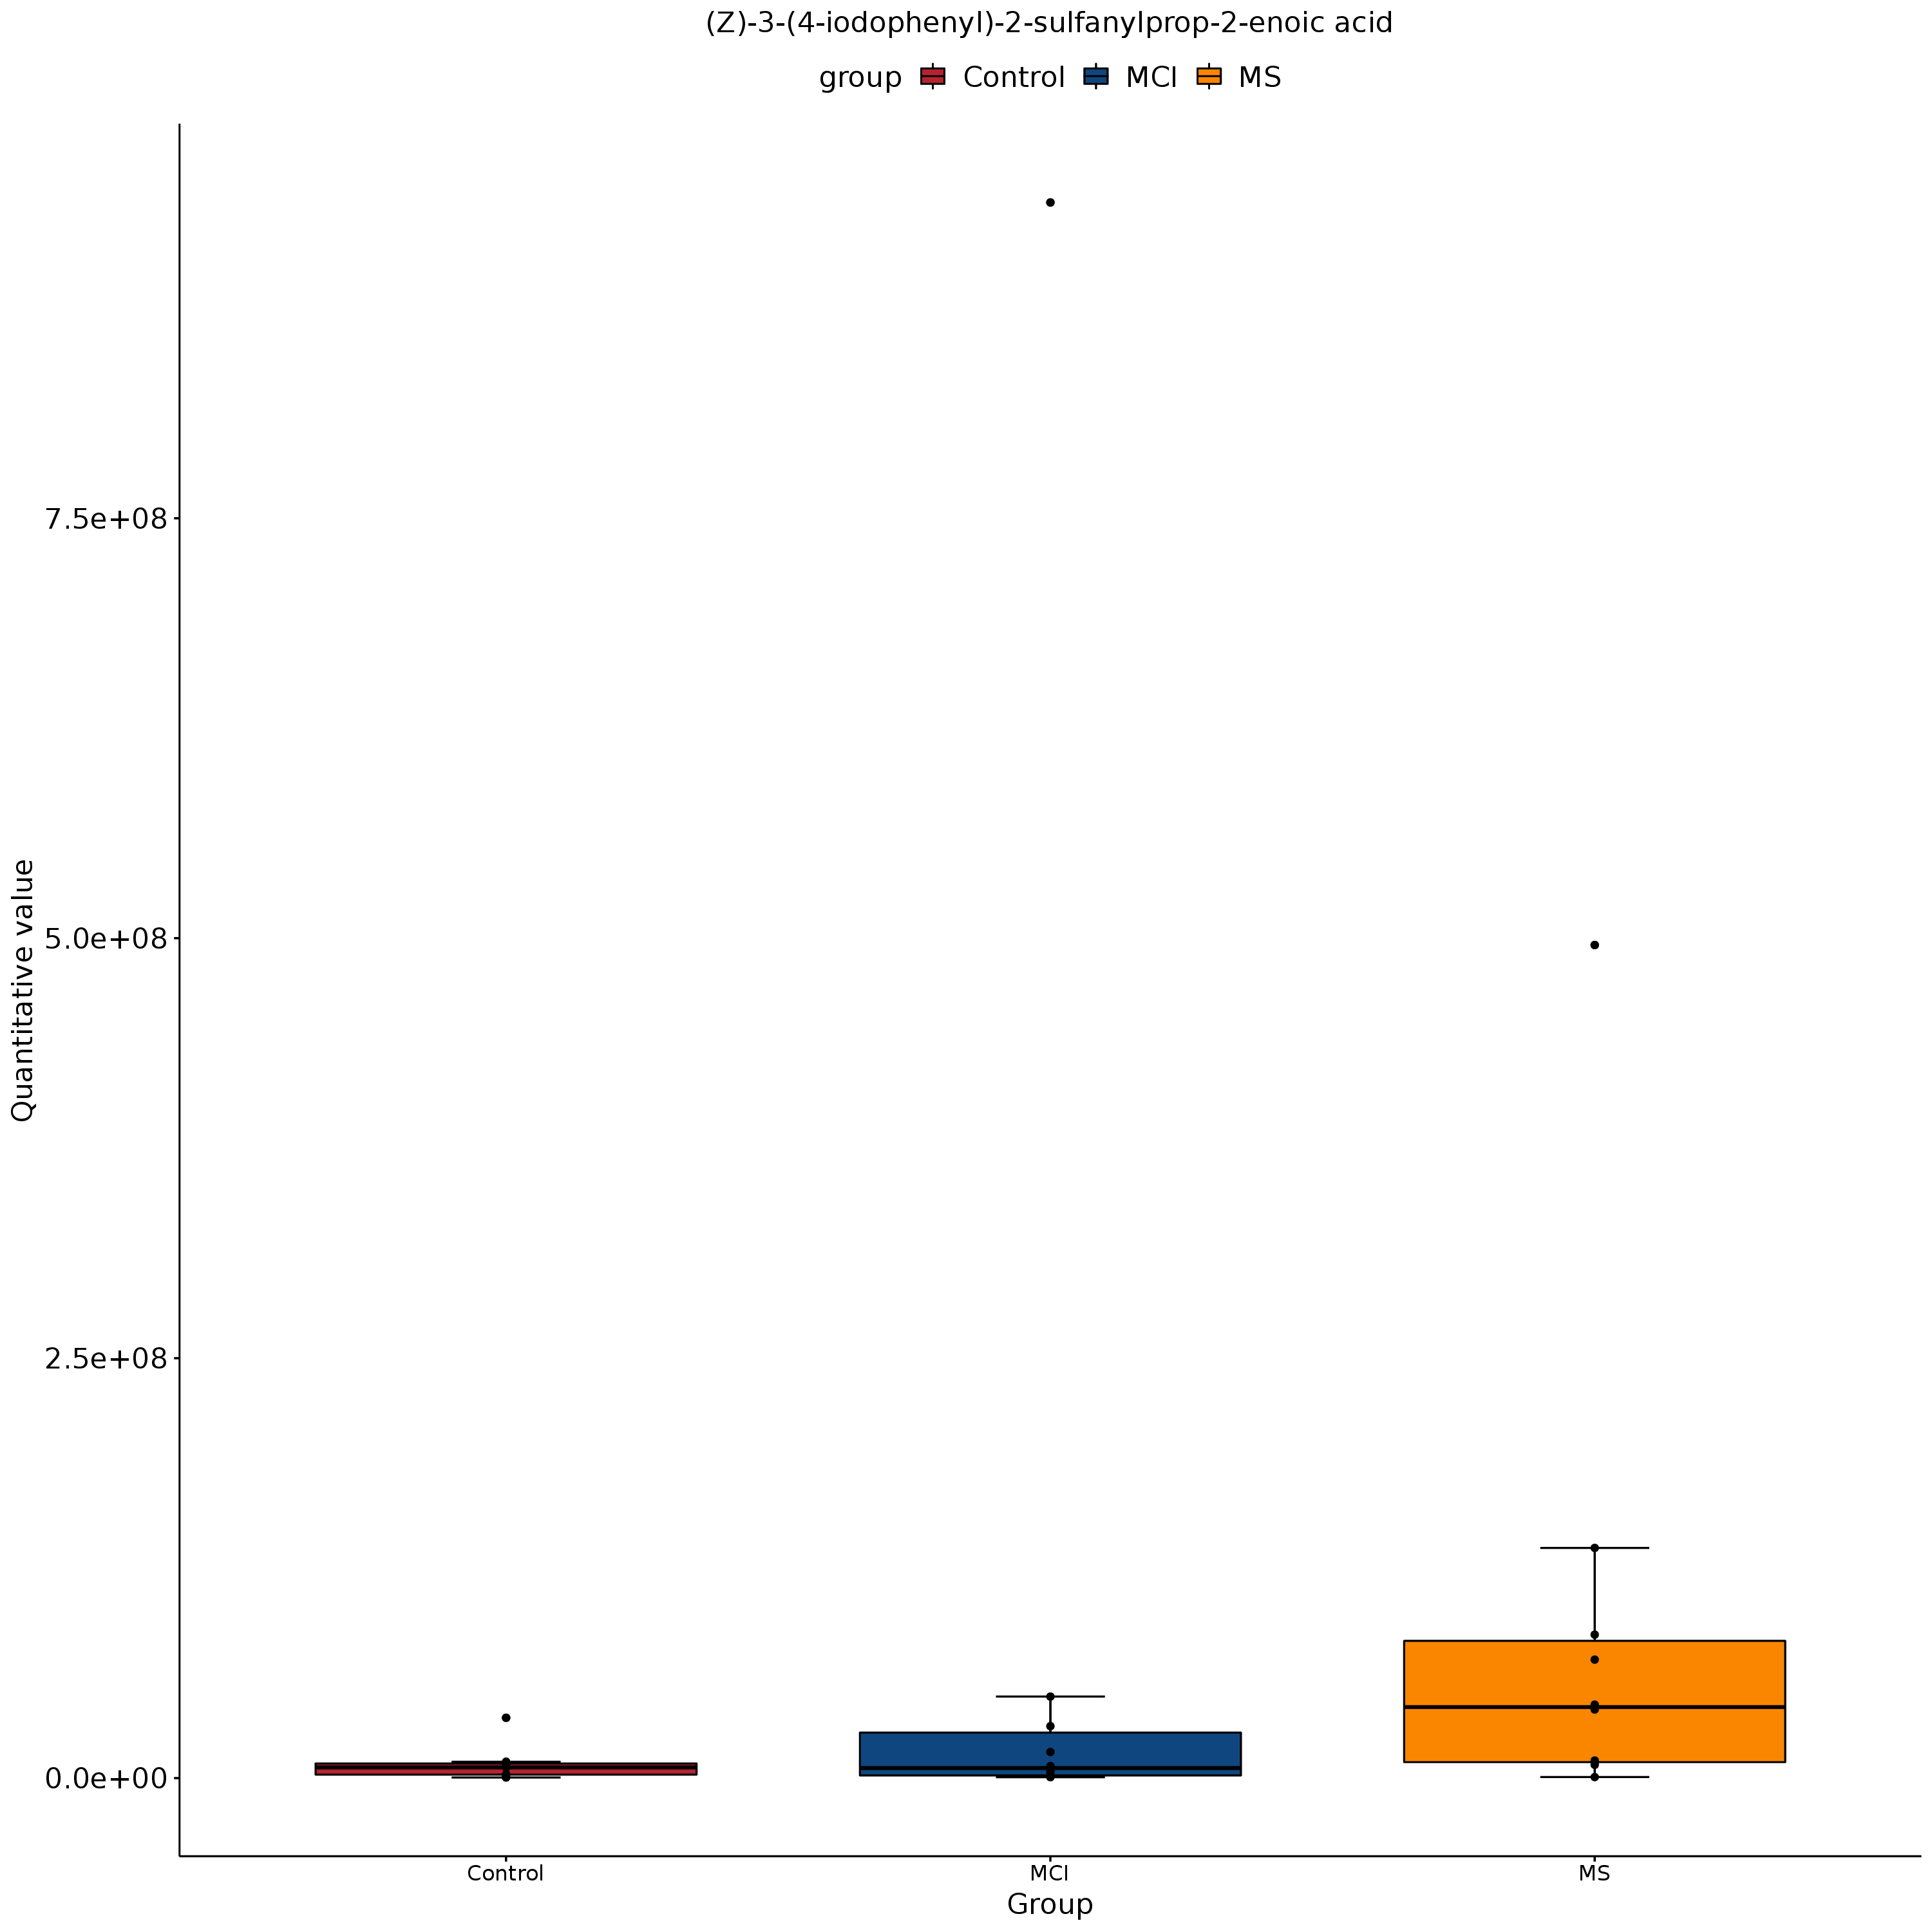 (Z)-3-(4-iodophenyl)-2-sulfanylprop-2-enoic acid
group Control MCI MS
Quantitative value
7.5e+08
5.0e+08
2.5e+08
0.0e+00
Control MCI MS
Group